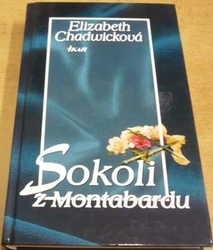 Elizabeth
Chadwicková
IKAR
Sokoli
z Montabardu